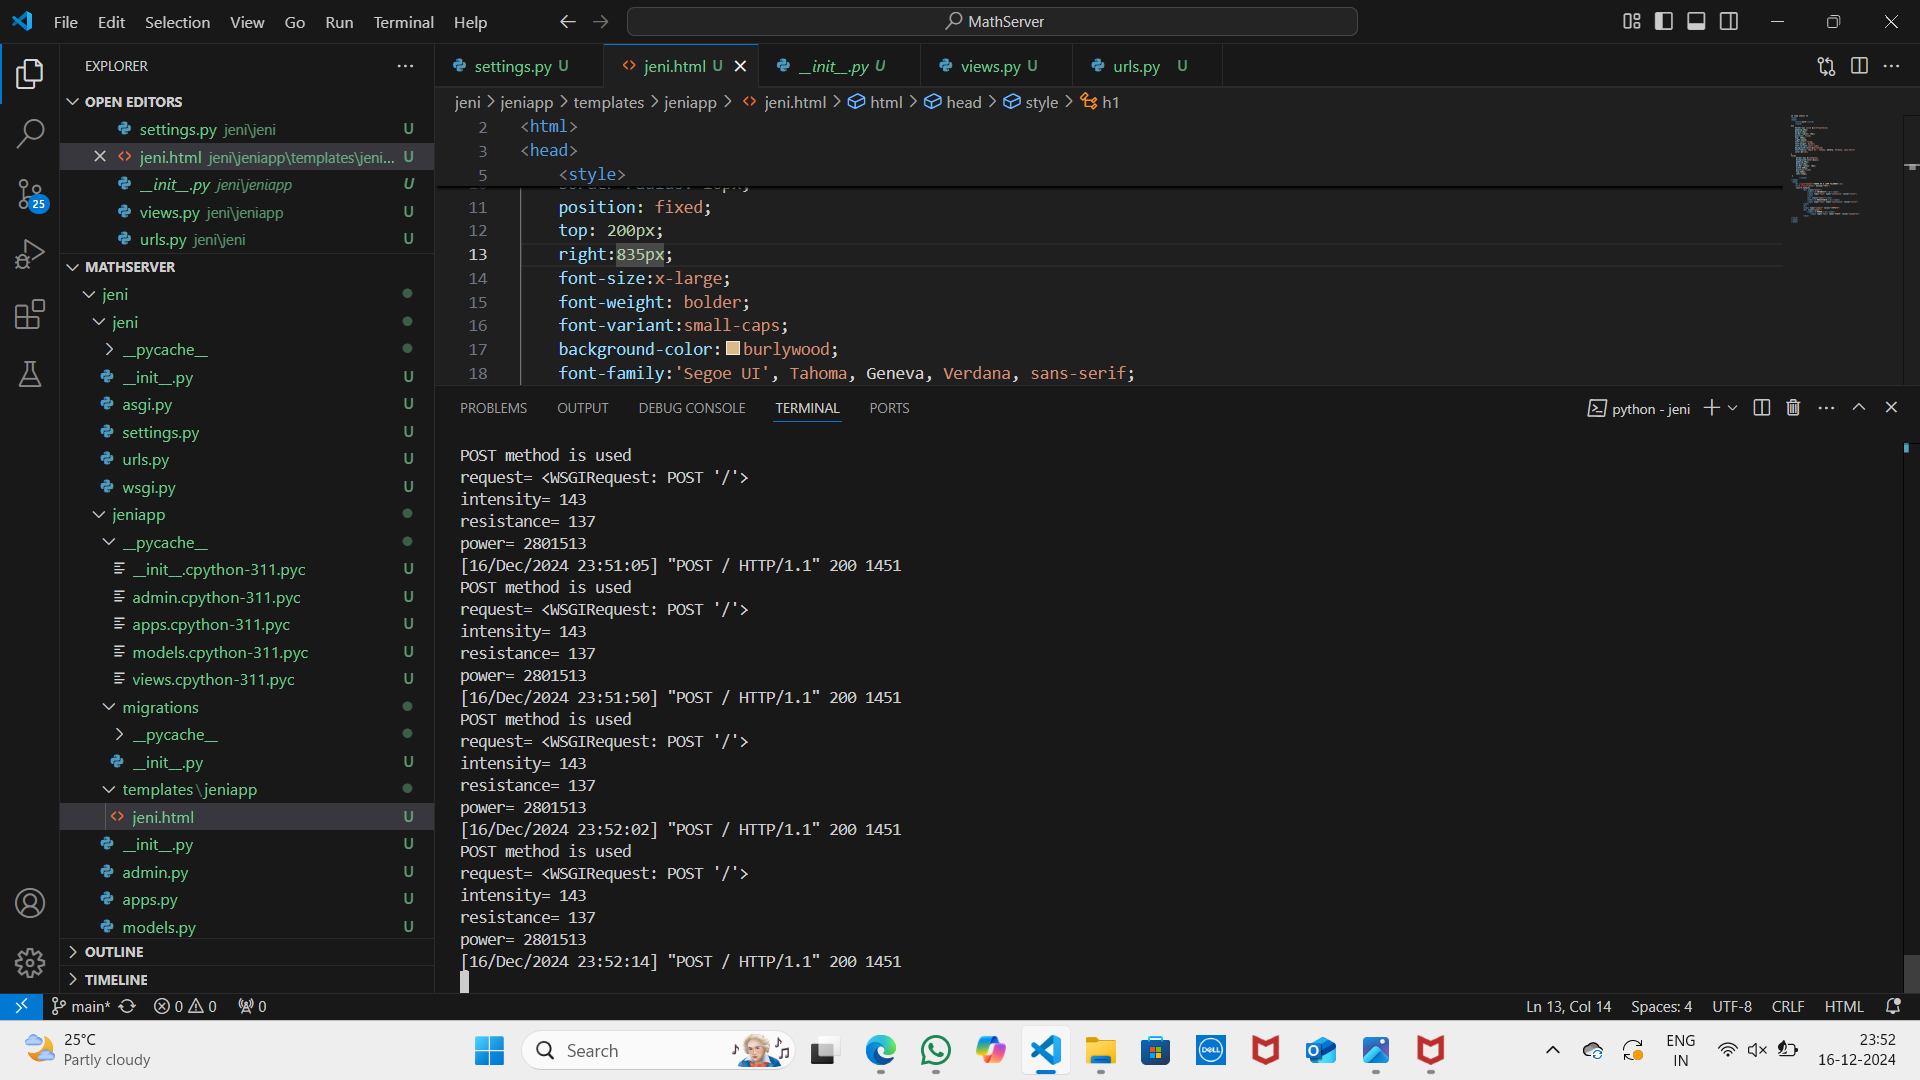 File Edit Selection View Go Run Terminal Help
MathServer
EXPLORER
OPEN EDITORS
settings.py jeni\jeni U
jeni.html jeni\jeniapp\templates\jeni... U
__init__.py jeni\jeniapp U
views.py jeni\jeniapp U
urls.py jeni\jeni U
MATHSERVER
jeni
jeni
__pycache__
__init__.py U
asgi.py U
settings.py U
urls.py U
wsgi.py U
jeniapp
__pycache__
__init__.cpython-311.pyc U
admin.cpython-311.pyc U
apps.cpython-311.pyc U
models.cpython-311.pyc U
views.cpython-311.pyc U
migrations
__pycache__
__init__.py U
templates\jeniapp
jeni.html U
__init__.py U
admin.py U
apps.py U
models.py U
OUTLINE
TIMELINE
25
settings.py U jeni.html U __init__.py U views.py U urls.py U
jeni > jeniapp > templates > jeniapp > jeni.html > html > head > style > h1
2 <html>
3 <head>
5 <style>
11 position: fixed;
12 top: 200px;
13 right:835px;
14 font-size:x-large;
15 font-weight: bolder;
16 font-variant:small-caps;
17 background-color: burlywood;
18 font-family:'Segoe UI', Tahoma, Geneva, Verdana, sans-serif;
PROBLEMS OUTPUT DEBUG CONSOLE TERMINAL PORTS
python - jeni
POST method is used
request= <WSGIRequest: POST '/'>
intensity= 143
resistance= 137
power= 2801513
[16/Dec/2024 23:51:05] "POST / HTTP/1.1" 200 1451
POST method is used
request= <WSGIRequest: POST '/'>
intensity= 143
resistance= 137
power= 2801513
[16/Dec/2024 23:51:50] "POST / HTTP/1.1" 200 1451
POST method is used
request= <WSGIRequest: POST '/'>
intensity= 143
resistance= 137
power= 2801513
[16/Dec/2024 23:52:02] "POST / HTTP/1.1" 200 1451
POST method is used
request= <WSGIRequest: POST '/'>
intensity= 143
resistance= 137
power= 2801513
[16/Dec/2024 23:52:14] "POST / HTTP/1.1" 200 1451
main* 0 0 0
Ln 13, Col 14 Spaces: 4 UTF-8 CRLF HTML
25°C
Partly cloudy
Search
DELL
ENG
IN
23:52
16-12-2024